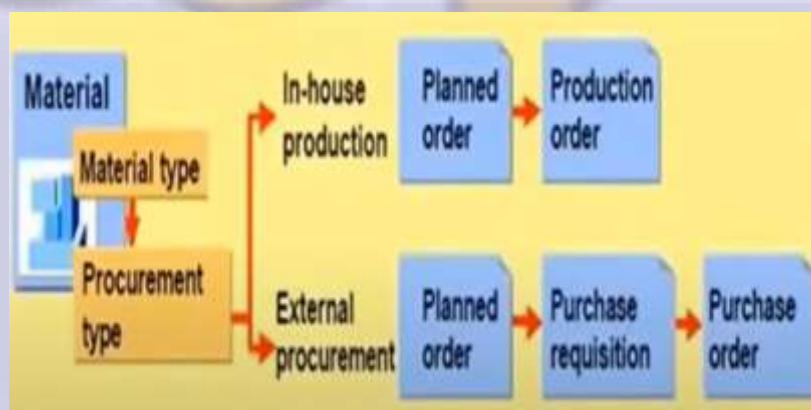 Material
Material type
Procurement
type
In-house
production
Planned
order
Production
order
External
procurement
Planned
order
Purchase
requisition
Purchase
order